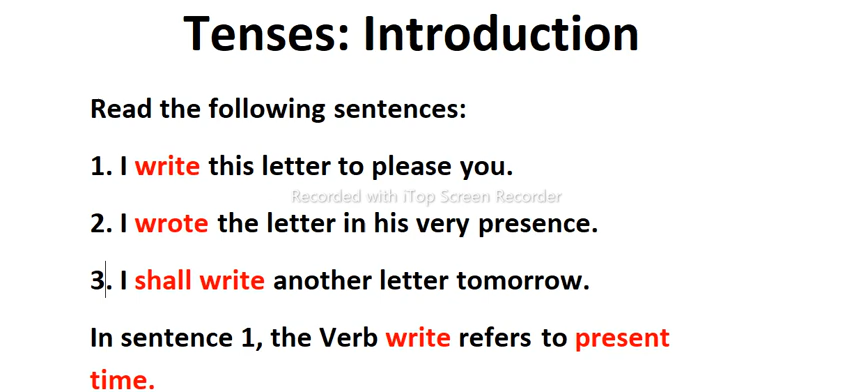 Tenses: Introduction
Read the following sentences:
1. I write this letter to please you.
Recorded with iTop Screen Recorder
2. I wrote the letter in his very presence.
3. I shall write another letter tomorrow.
In sentence 1, the Verb write refers to present
time.